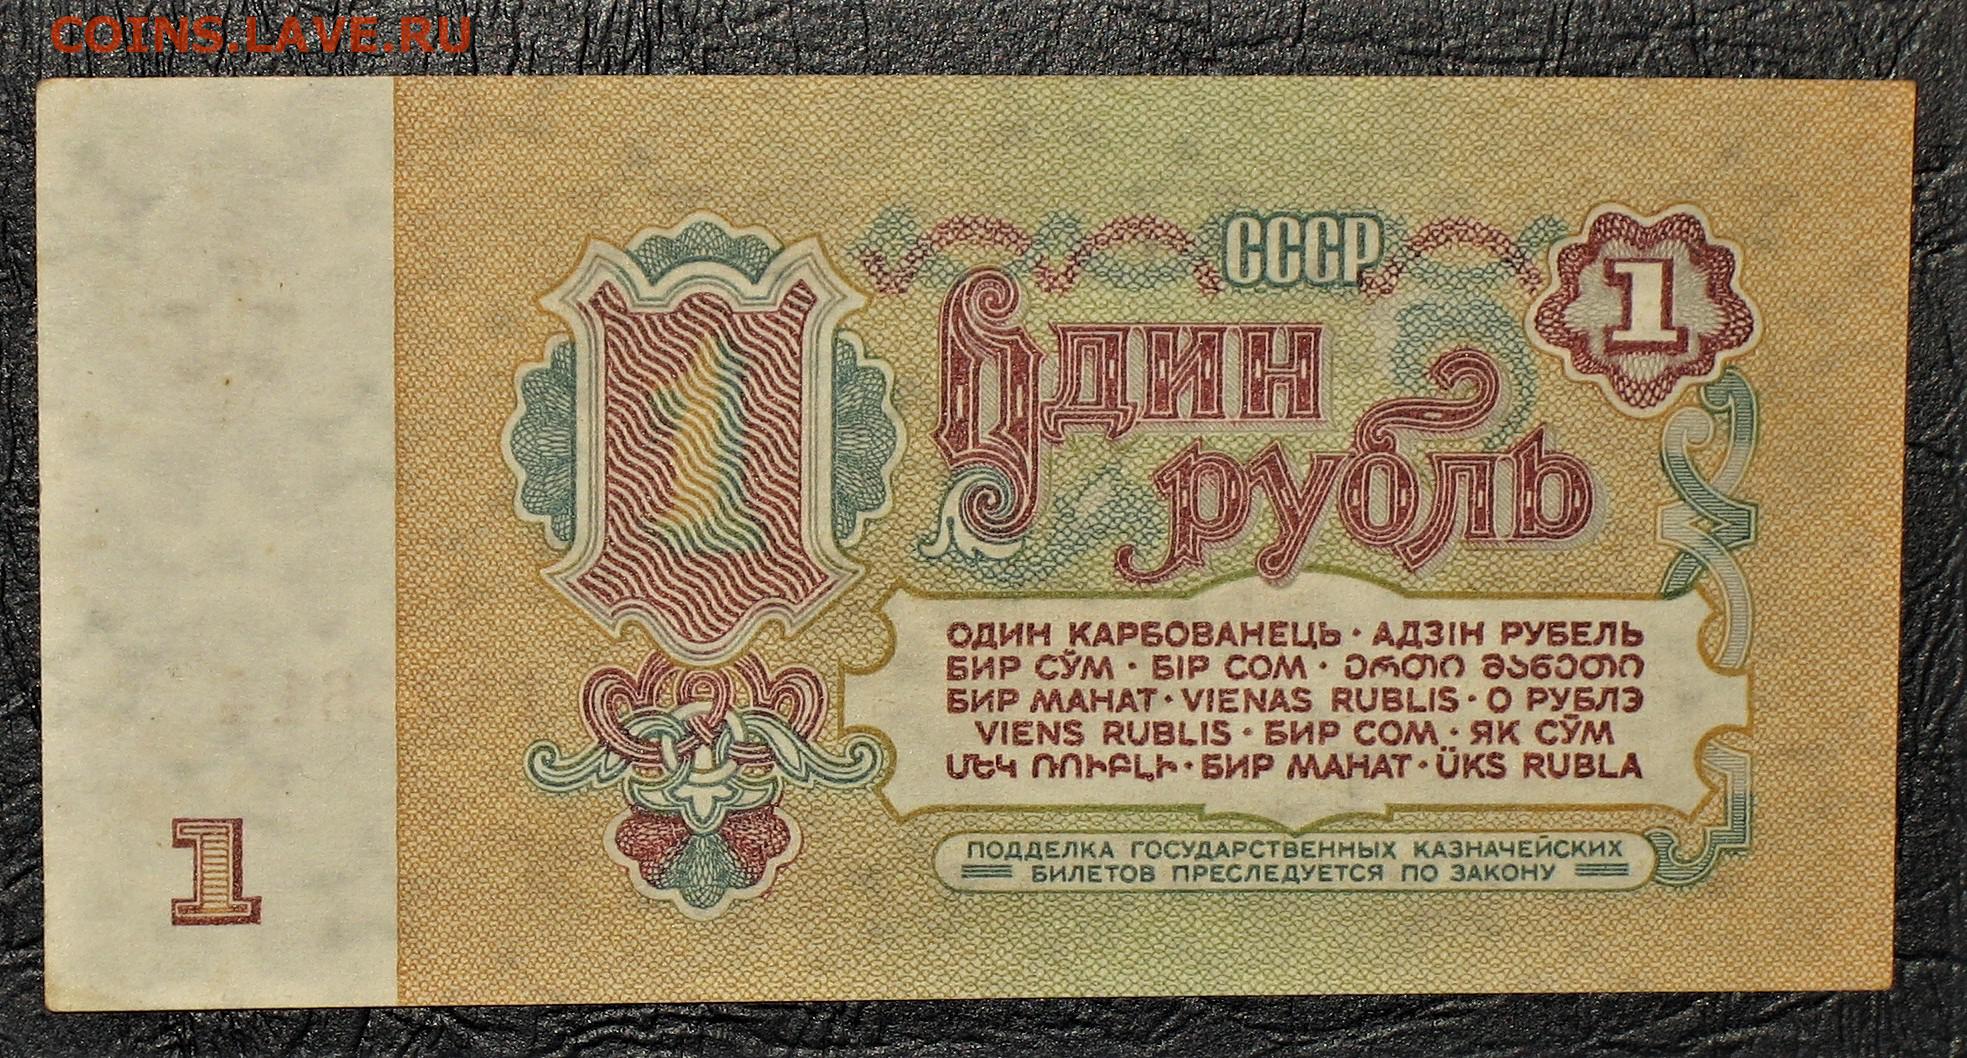 COINS.LAVE.RU
СССР
1
1
Один
рубль
ОДИН КАРБОВАНЕЦЬ · АДЗІН РУБЕЛЬ
БИР СЎМ · БІР СОМ · ერთი მანეთი
БИР МАНАТ · VIENAS RUBLIS · О РУБЛЭ
VIENS RUBLIS · БИР СОМ · ЯК СӮМ
ՄԵԿ ՌՈՒԲԼԻ · БИР МАНАТ · ÜKS RUBLA
ПОДДЕЛКА ГОСУДАРСТВЕННЫХ КАЗНАЧЕЙСКИХ
БИЛЕТОВ ПРЕСЛЕДУЕТСЯ ПО ЗАКОНУ
1